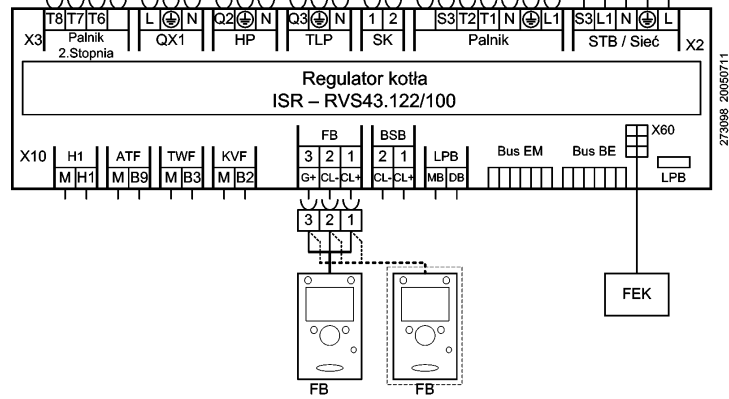 T8 T7 T6 L N Q2 N Q3 N 1 2 S3 T2 T1 N L1 S3 L1 N L
X3 Palnik QX1 HP TLP SK Palnik STB / Sieć X2
2.Stopnia
Regulator kotła
ISR – RVS43.122/100
273098 20050711
FB BSB X60
X10 H1 ATF TWF KVF 3 2 1 2 1 LPB Bus EM Bus BE
M H1 M B9 M B3 M B2 G+ CL- CL+ CL- CL+ MB DB LPB
3 2 1
FEK
FB FB